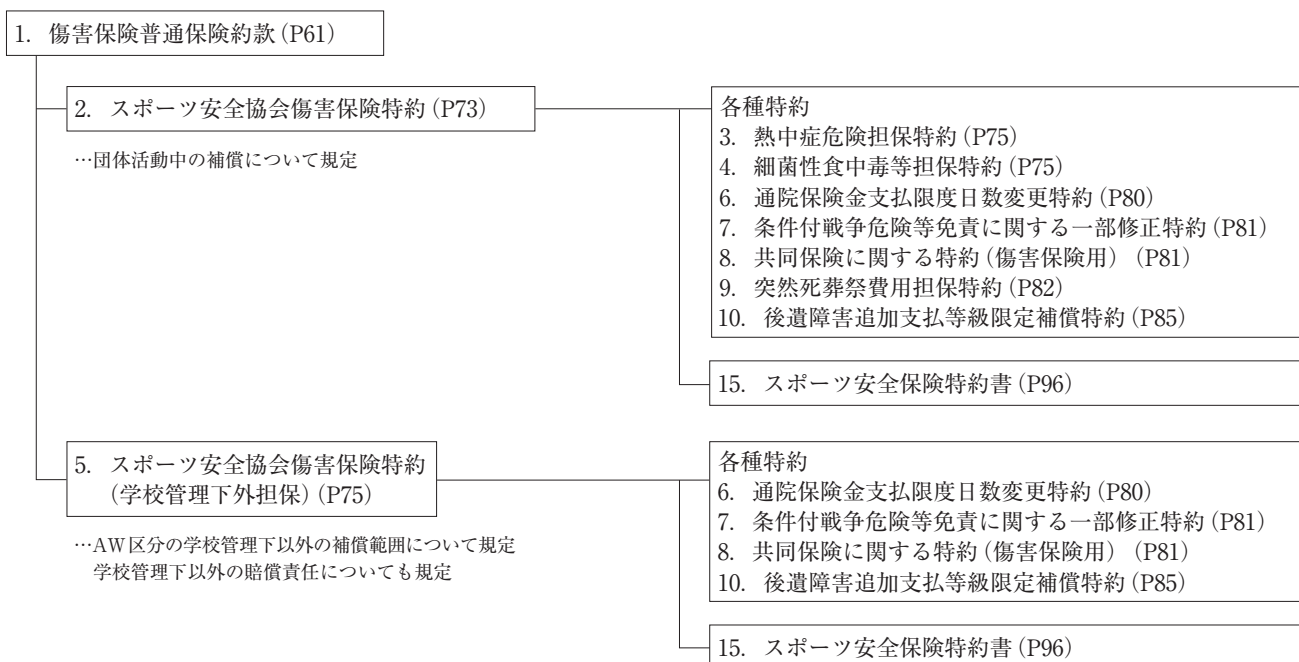 1. 傷害保険普通保険約款(P61)
2. スポーツ安全協会傷害保険特約(P73)
…団体活動中の補償について規定
各種特約
3. 熱中症危険担保特約(P75)
4. 細菌性食中毒等担保特約(P75)
6. 通院保険金支払限度日数変更特約(P80)
7. 条件付戦争危険等免責に関する一部修正特約(P81)
8. 共同保険に関する特約(傷害保険用) (P81)
9. 突然死葬祭費用担保特約(P82)
10. 後遺障害追加支払等級限定補償特約(P85)
15. スポーツ安全保険特約書(P96)
5. スポーツ安全協会傷害保険特約
(学校管理下外担保)(P75)
…AW区分の学校管理下以外の補償範囲について規定
学校管理下以外の賠償責任についても規定
各種特約
6. 通院保険金支払限度日数変更特約(P80)
7. 条件付戦争危険等免責に関する一部修正特約(P81)
8. 共同保険に関する特約(傷害保険用) (P81)
10. 後遺障害追加支払等級限定補償特約(P85)
15. スポーツ安全保険特約書(P96)